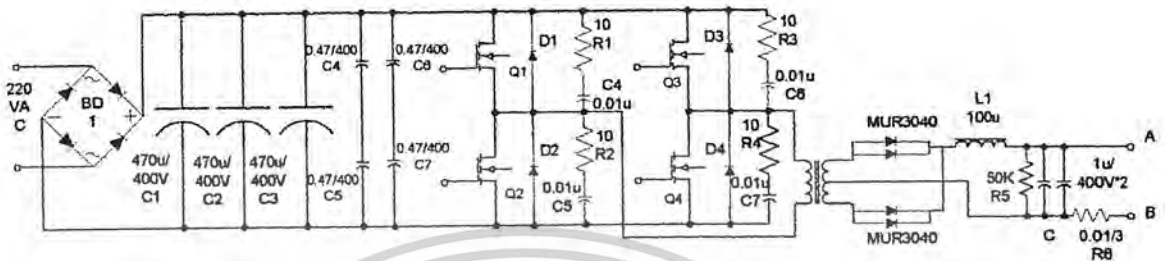 220
VA
C
BD
1
470u/
400V
C1
470u/
400V
C2
470u/
400V
C3
0.47/400
C4
0.47/400
C5
0.47/400
C6
0.47/400
C7
Q1
Q2
D1
D2
10
R1
C4
0.01u
10
R2
0.01u
C5
Q3
Q4
D3
D4
10
R3
0.01u
C6
10
R4
0.01u
C7
MUR3040
MUR3040
L1
100u
50K
R5
C
1u/
400V*2
0.01/3
R6
A
B